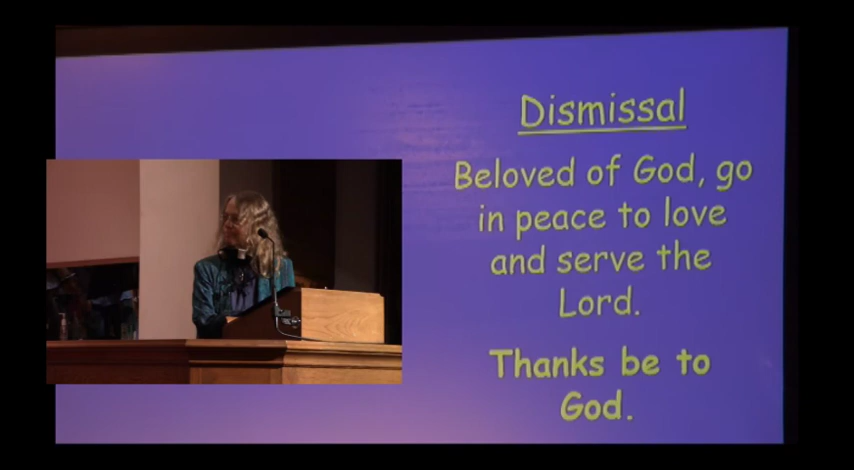 Dismissal
Beloved of God, go
in peace to love
and serve the
Lord.
Thanks be to
God.